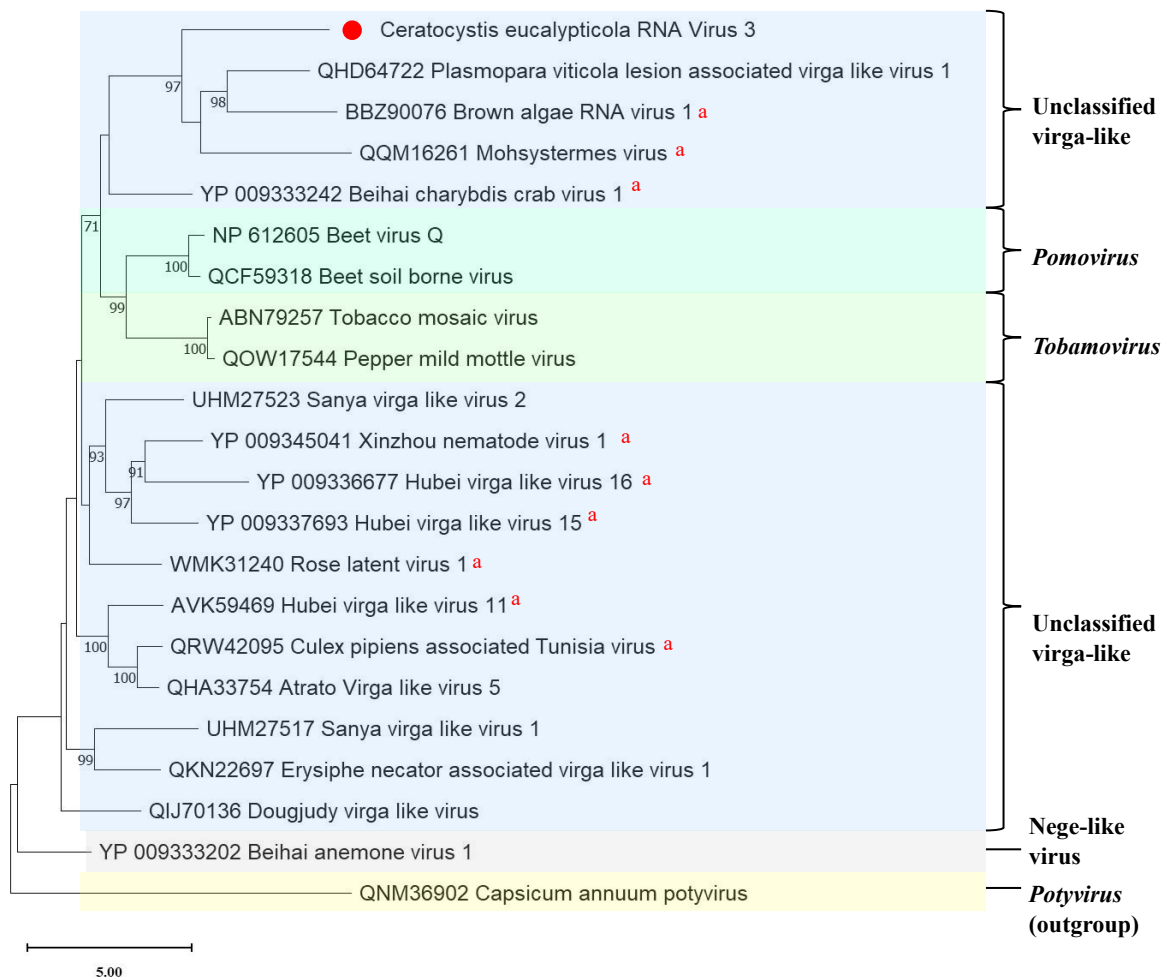 Ceratocystis eucalypticola RNA Virus 3
QHD64722 Plasmopara viticola lesion associated virga like virus 1
97
98
BBZ90076 Brown algae RNA virus 1 a
Unclassified
virga-like
QQM16261 Mohsystermes virus a
YP 009333242 Beihai charybdis crab virus 1 a
71
NP 612605 Beet virus Q
100
Pomovirus
QCF59318 Beet soil borne virus
99
ABN79257 Tobacco mosaic virus
100
Tobamovirus
QOW17544 Pepper mild mottle virus
UHM27523 Sanya virga like virus 2
YP 009345041 Xinzhou nematode virus 1 a
93
91
YP 009336677 Hubei virga like virus 16 a
97
YP 009337693 Hubei virga like virus 15 a
WMK31240 Rose latent virus 1 a
AVK59469 Hubei virga like virus 11 a
Unclassified
virga-like
100
QRW42095 Culex pipiens associated Tunisia virus a
100
QHA33754 Atrato Virga like virus 5
UHM27517 Sanya virga like virus 1
99
QKN22697 Erysiphe necator associated virga like virus 1
QIJ70136 Dougjudy virga like virus
YP 009333202 Beihai anemone virus 1
Nege-like
virus
QNM36902 Capsicum annuum potyvirus
Potyvirus
(outgroup)
5.00